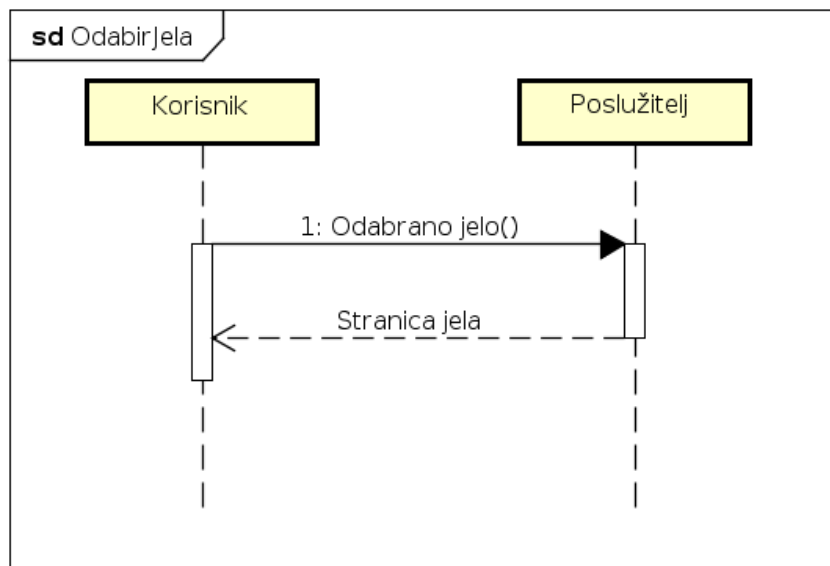 sd OdabirJela
Korisnik
Poslužitelj
1: Odabrano jelo()
Stranica jela